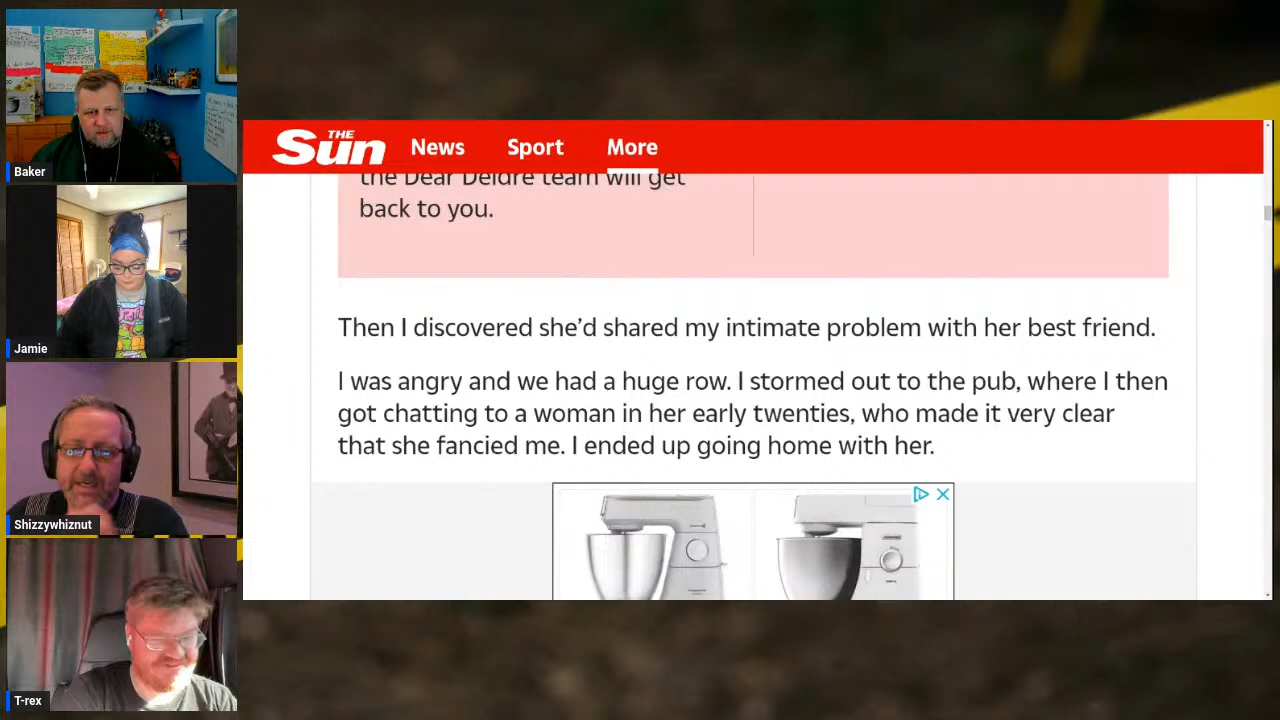 Baker
Jamie
Shizzywhiznut
T-rex
THE
Sun
News
Sport
More
the Dear Deidre team will get
back to you.
Then I discovered she’d shared my intimate problem with her best friend.
I was angry and we had a huge row. I stormed out to the pub, where I then
got chatting to a woman in her early twenties, who made it very clear
that she fancied me. I ended up going home with her.